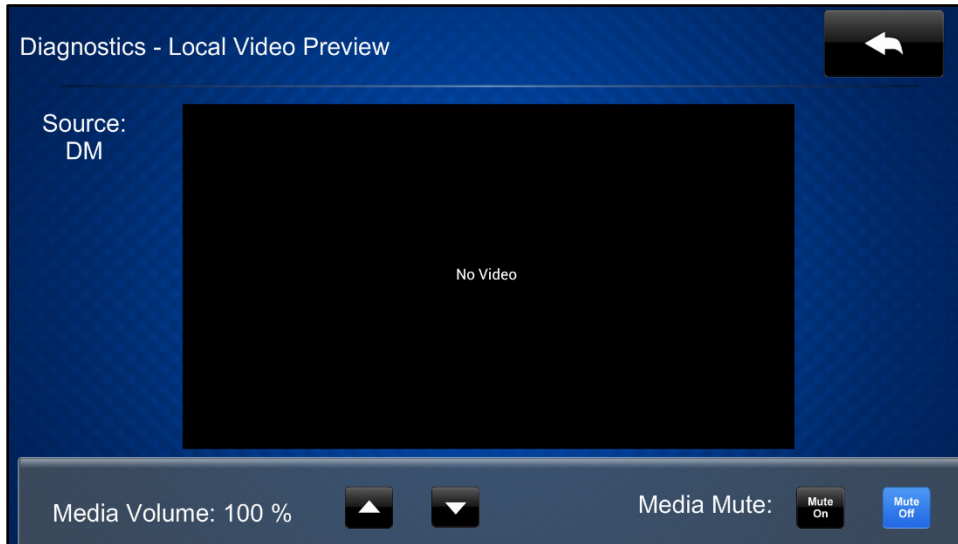 Diagnostics - Local Video Preview
Source:
DM
No Video
Media Volume: 100 %
Media Mute:
Mute
On
Mute
Off